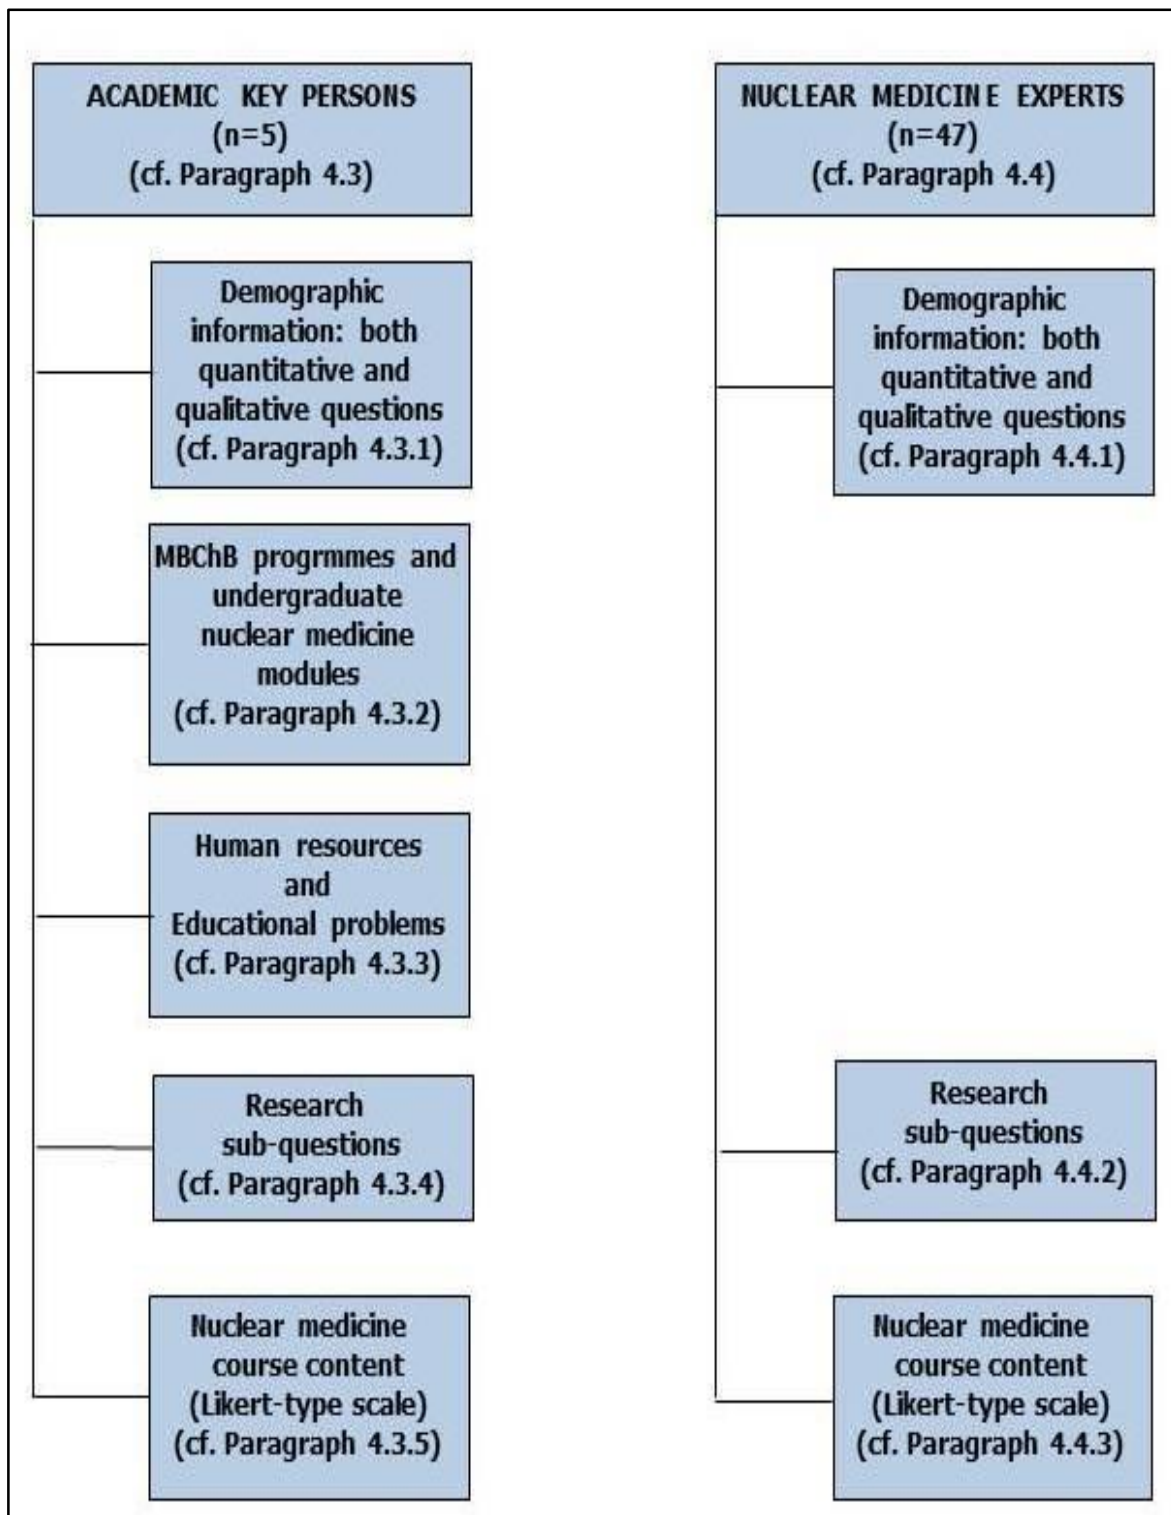 ACADEMIC KEY PERSONS
(n=5)
(cf. Paragraph 4.3)
Demographic
information: both
quantitative and
qualitative questions
(cf. Paragraph 4.3.1)
MBChB progrmmes and
undergraduate
nuclear medicine
modules
(cf. Paragraph 4.3.2)
Human resources
and
Educational problems
(cf. Paragraph 4.3.3)
Research
sub-questions
(cf. Paragraph 4.3.4)
Nuclear medicine
course content
(Likert-type scale)
(cf. Paragraph 4.3.5)
NUCLEAR MEDICINE EXPERTS
(n=47)
(cf. Paragraph 4.4)
Demographic
information: both
quantitative and
qualitative questions
(cf. Paragraph 4.4.1)
Research
sub-questions
(cf. Paragraph 4.4.2)
Nuclear medicine
course content
(Likert-type scale)
(cf. Paragraph 4.4.3)